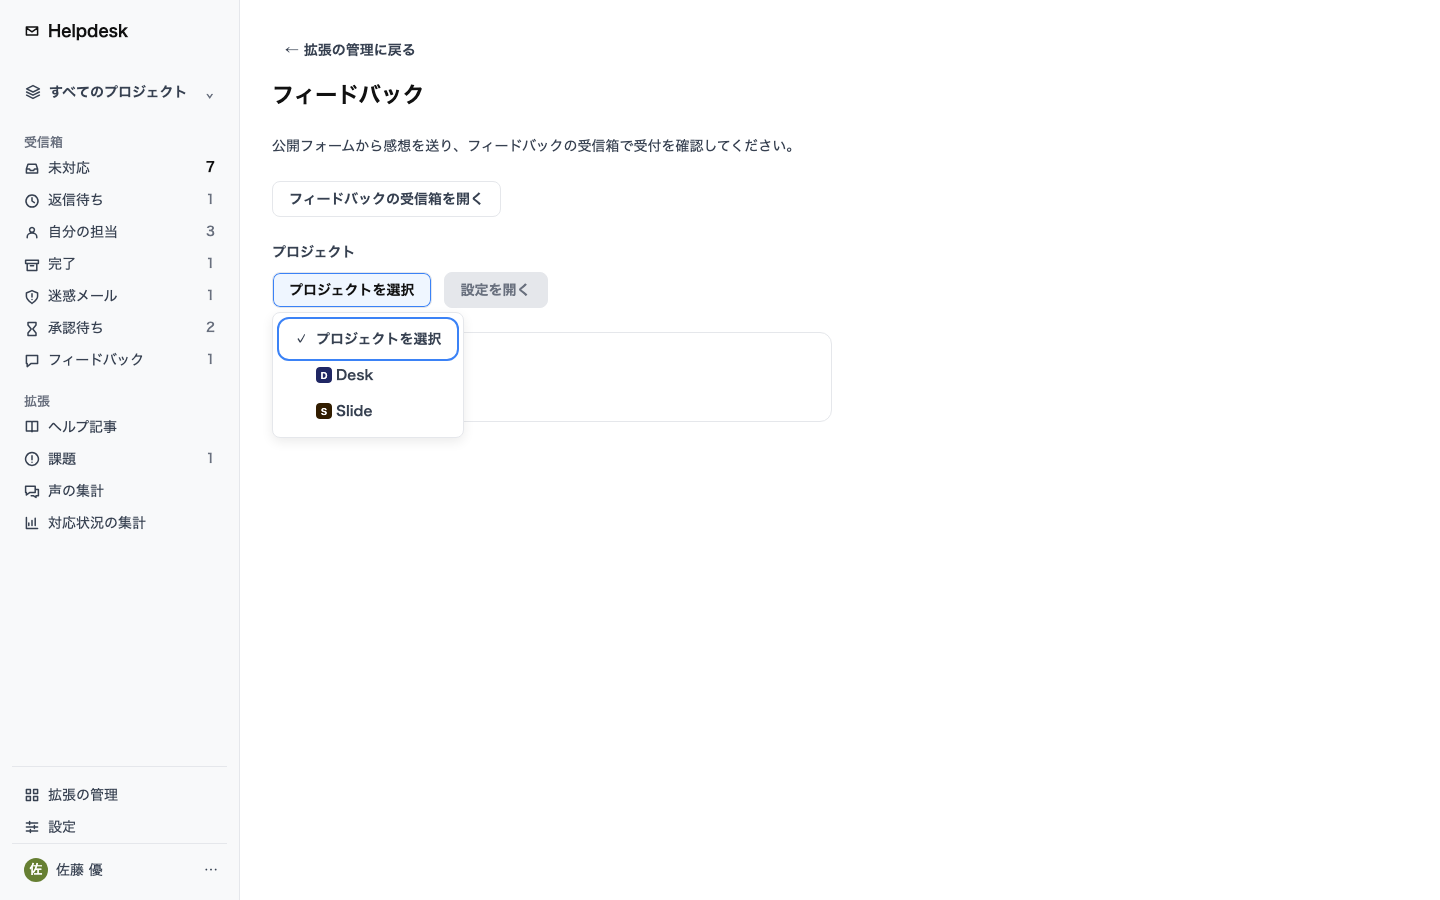 Helpdesk
すべてのプロジェクト
受信箱
未対応 7
返信待ち 1
自分の担当 3
完了 1
迷惑メール 1
承認待ち 2
フィードバック 1
拡張
ヘルプ記事
課題 1
声の集計
対応状況の集計
拡張の管理
設定
佐 佐藤 優 …
← 拡張の管理に戻る
フィードバック
公開フォームから感想を送り、フィードバックの受信箱で受付を確認してください。
フィードバックの受信箱を開く
プロジェクト
プロジェクトを選択 設定を開く
✓ プロジェクトを選択
D Desk
S Slide